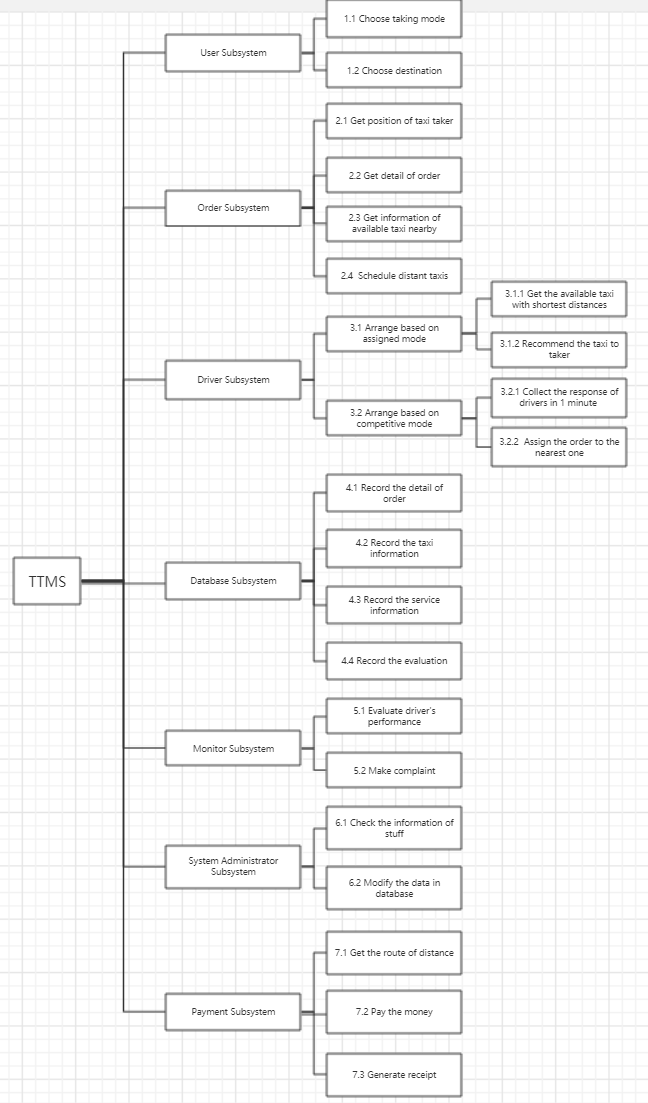 1.1 Choose taking mode
User Subsystem
1.2 Choose destination
2.1 Get position of taxi taker
2.2 Get detail of order
Order Subsystem
2.3 Get information of
available taxi nearby
2.4 Schedule distant taxis
3.1.1 Get the available taxi
with shortest distances
3.1 Arrange based on
assigned mode
3.1.2 Recommend the taxi to
taker
Driver Subsystem
3.2.1 Collect the response of
drivers in 1 minute
3.2 Arrange based on
competitive mode
3.2.2 Assign the order to the
nearest one
4.1 Record the detail of
order
4.2 Record the taxi
information
TTMS
Database Subsystem
4.3 Record the service
information
4.4 Record the evaluation
5.1 Evaluate driver's
performance
Monitor Subsystem
5.2 Make complaint
6.1 Check the information of
stuff
System Administrator
Subsystem
6.2 Modify the data in
database
7.1 Get the route of distance
Payment Subsystem
7.2 Pay the money
7.3 Generate receipt